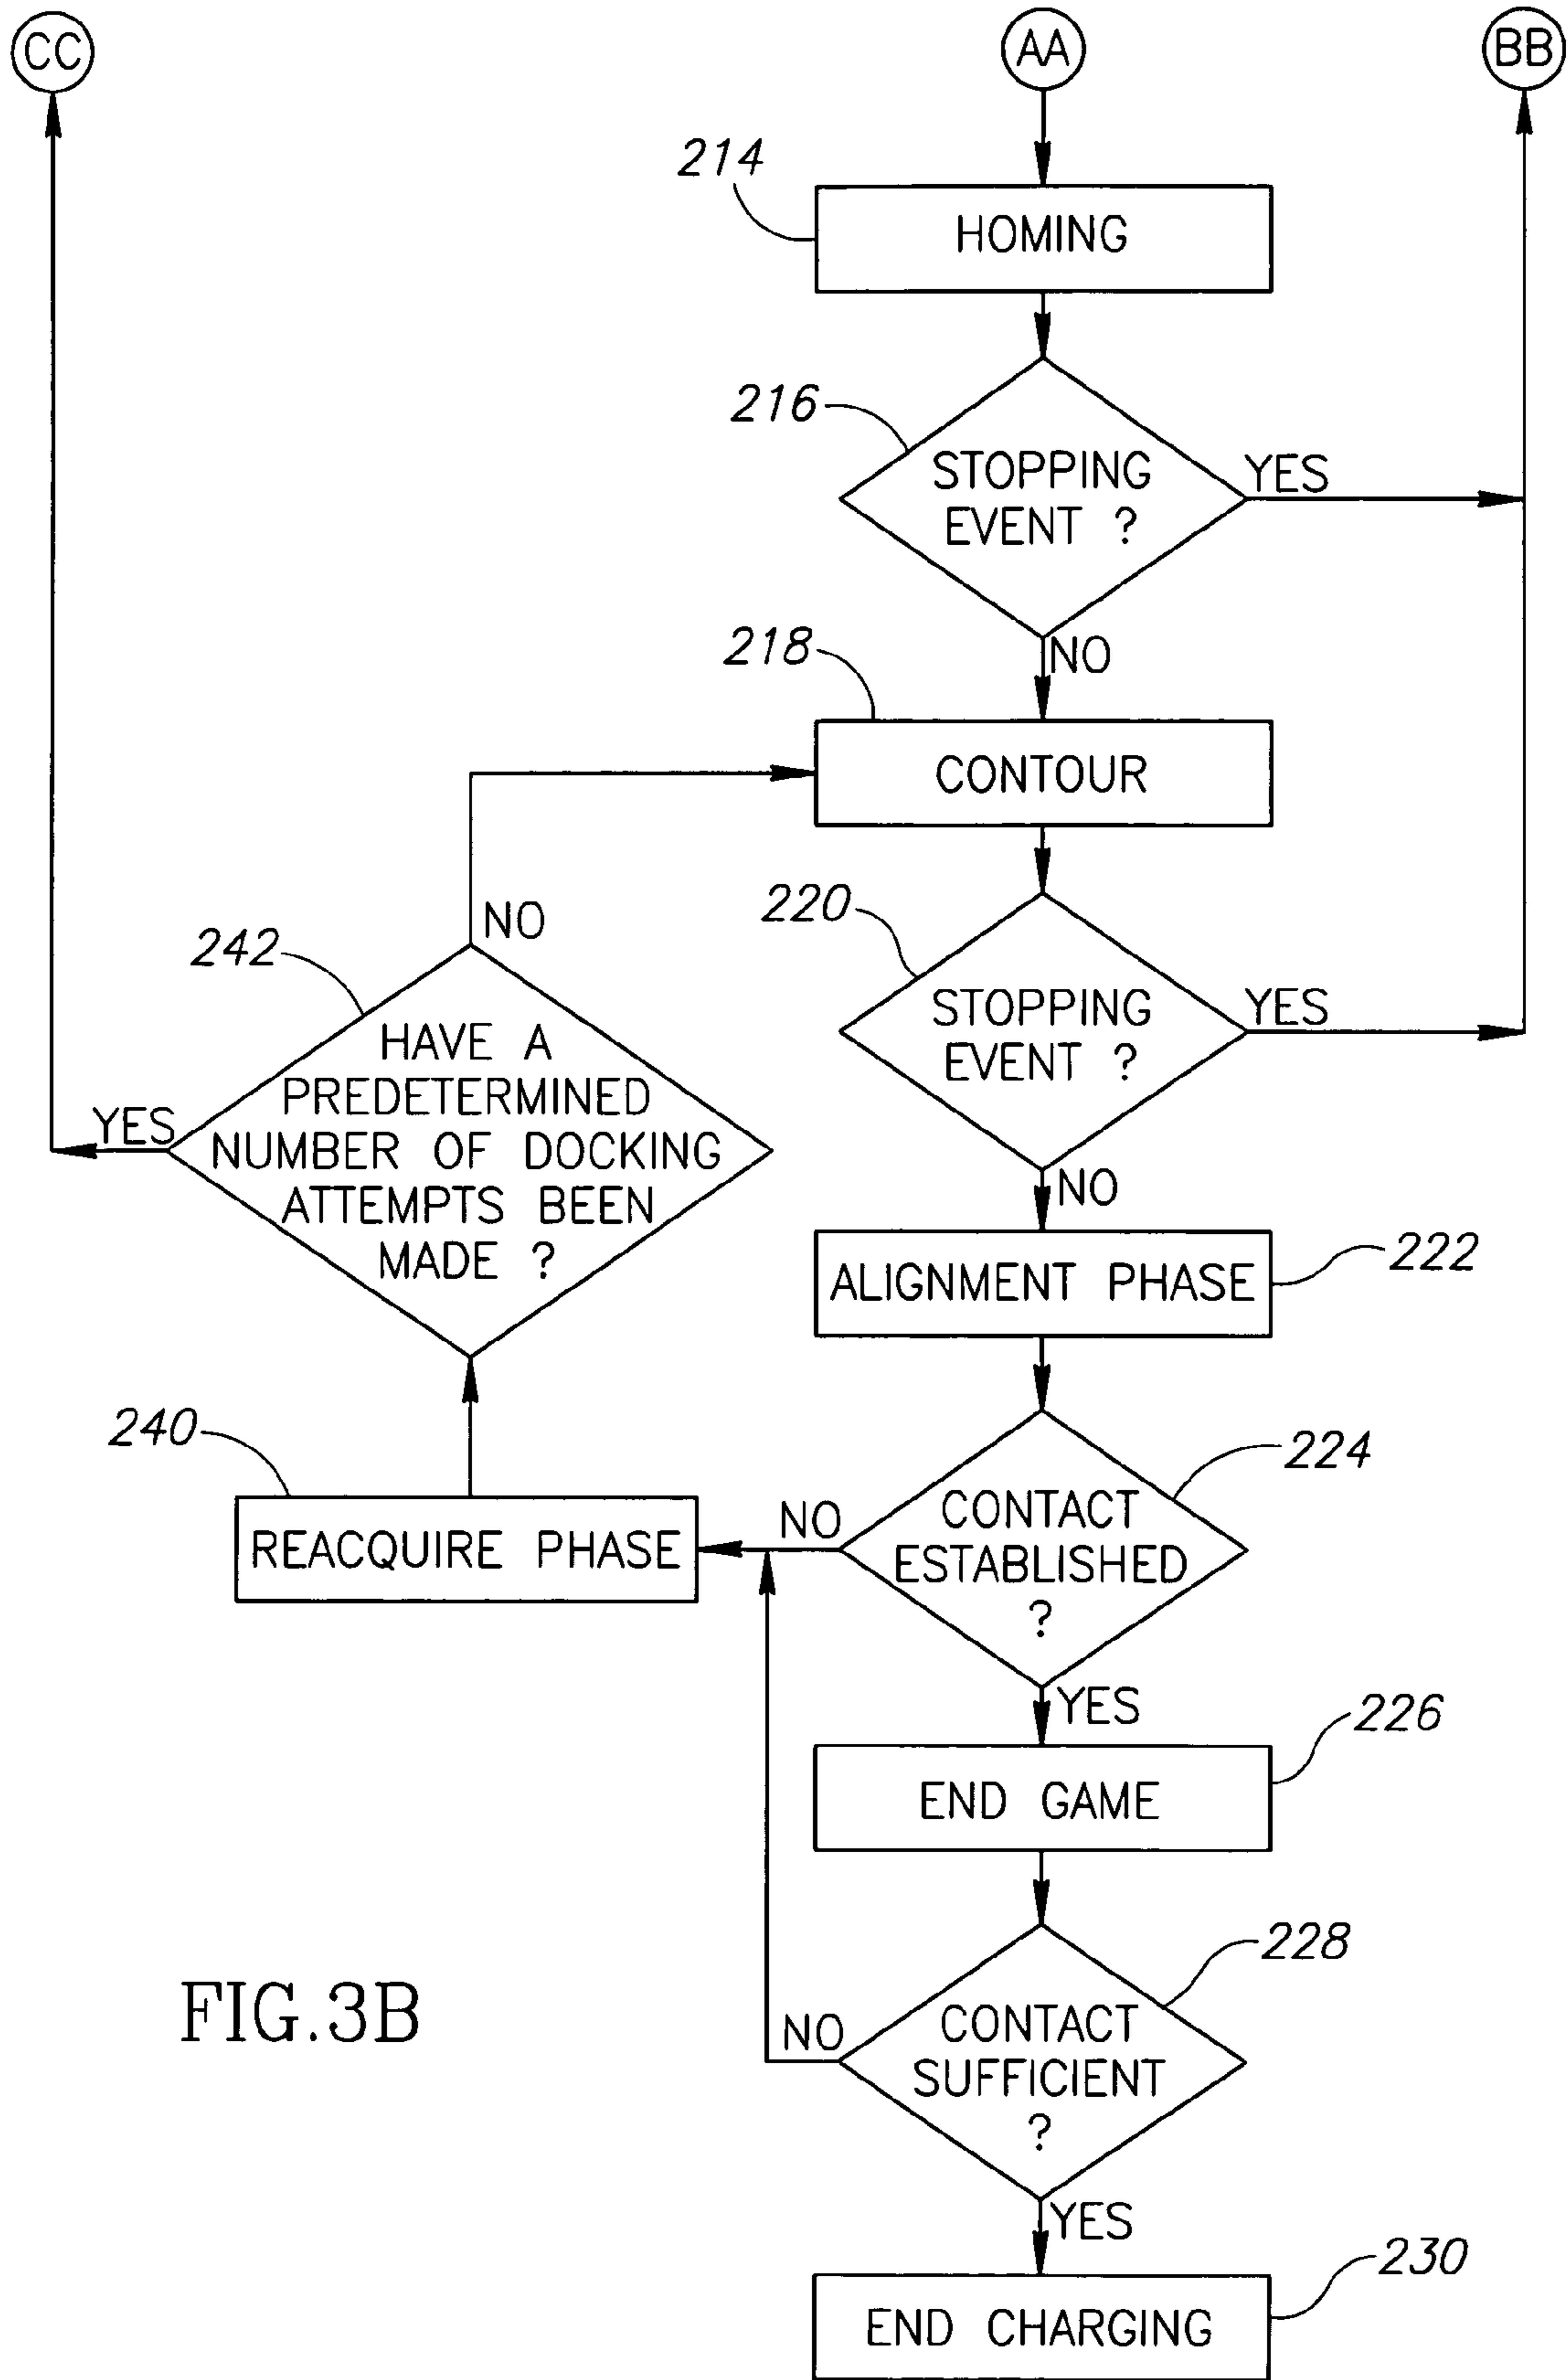 CC
AA
BB
214
HOMING
216
STOPPING
EVENT ?
YES
NO
218
CONTOUR
220
STOPPING
EVENT ?
YES
NO
242
NO
HAVE A
PREDETERMINED
NUMBER OF DOCKING
ATTEMPTS BEEN
MADE ?
YES
ALIGNMENT PHASE
222
224
CONTACT
ESTABLISHED
?
NO
240
REACQUIRE PHASE
YES
226
END GAME
228
CONTACT
SUFFICIENT
?
NO
YES
230
END CHARGING
FIG.3B